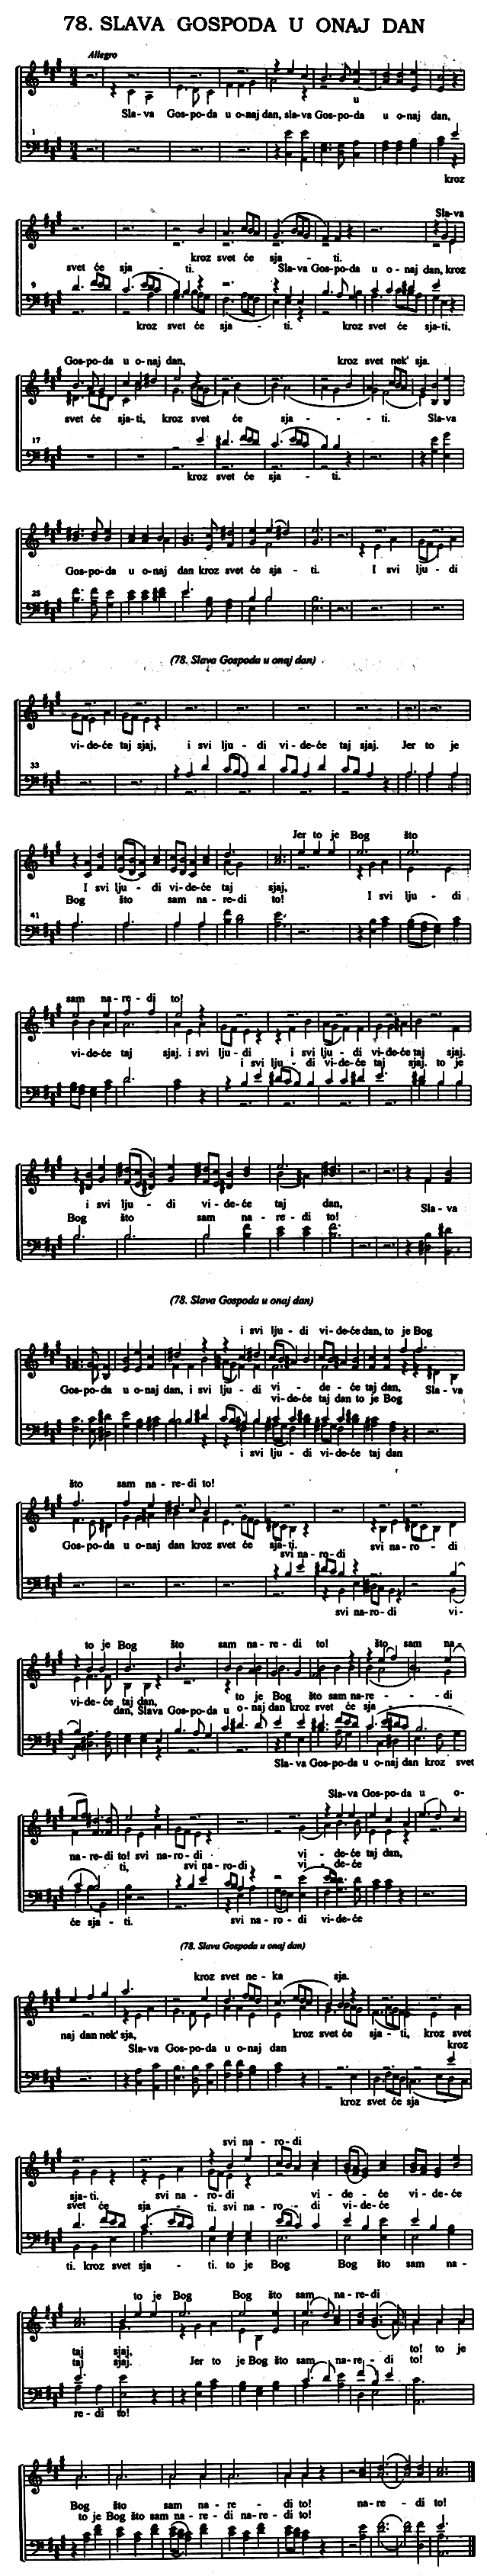 78. SLAVA GOSPODA U ONAJ DAN
Allegro
u
Sla-va Gos-po-da u o-naj dan, sla-va Gos-po-da u o-naj dan,
1
kroz
Sla-va
kroz svet će sja - ti.
svet će sja - ti. Sla-va Gos-po-da u o-naj dan, kroz
9
kroz svet će sja - ti. kroz svet će sja-ti,
Gos-po-da u o-naj dan, kroz svet nek' sja.
svet će sja-ti, kroz svet će sja - - - ti. Sla-va
17
kroz svet će sja - ti.
Gos-po-da u o-naj dan kroz svet će sja - ti. I svi lju - di
25
(78. Slava Gospoda u onaj dan)
vi-de-će taj sjaj, i svi lju - di vi-de-će taj sjaj. Jer to je
33
Jer to je Bog što
I svi lju - di vi-de-će taj sjaj,
Bog što sam na-re-di to! I svi lju - di
41
sam na-re-di to!
vi-de-će taj sjaj. i svi lju-di i svi lju - di vi-de-će taj sjaj.
i svi lju - di vi-de-će taj sjaj. to je
i svi lju - di vi-de-će taj dan, Sla-va
Bog što sam na - re - di to!
(78. Slava Gospoda u onaj dan)
i svi lju - di vi-de-će dan, to je Bog
Gos-po-da u o-naj dan, i svi lju - di vi - de - će taj dan, Sla-va
vi-de-će taj dan to je Bog
i svi lju - di vi-de-će taj dan
što sam na-re-di to!
Gos-po-da u o-naj dan kroz svet će sja-ti. svi na-ro - di
svi na-ro-di
svi na-ro-di vi-
to je Bog što sam na-re-di to! što sam na-
vi-de-će taj dan, to je Bog što sam na-re - - - di
dan, Slava Gos-po-da u o-naj dan kroz svet će sja -
Sla-va Gos-po-da u o-naj dan kroz svet
Sla-va Gos-po-da u o-
na-re-di to! svi na-ro-di vi - de-će taj dan,
ti, svi na-ro-di vi - de-će
će sja - ti. svi na-ro-di vi-de-će
(78. Slava Gospoda u onaj dan)
kroz svet ne-ka sja.
naj dan nek' sja, kroz svet će sja - ti, kroz svet
Sla-va Gos-po-da u o-naj dan kroz
kroz svet će sja
svi na - ro-di
sja-ti. svi na-ro-di vi - de - će vi-de-će
svet će sja - ti. svi na-ro - di vi-de-će
ti. kroz svet sja - ti. to je Bog Bog što sam na-
to je Bog Bog što sam na-re-di
taj sjaj, to! to je
taj sjaj. Jer to je Bog što sam na-re-di to!
re-di to!
Bog što sam na-re - di to! na-re - di to!
to je Bog što sam na-re-di na-re-di to!